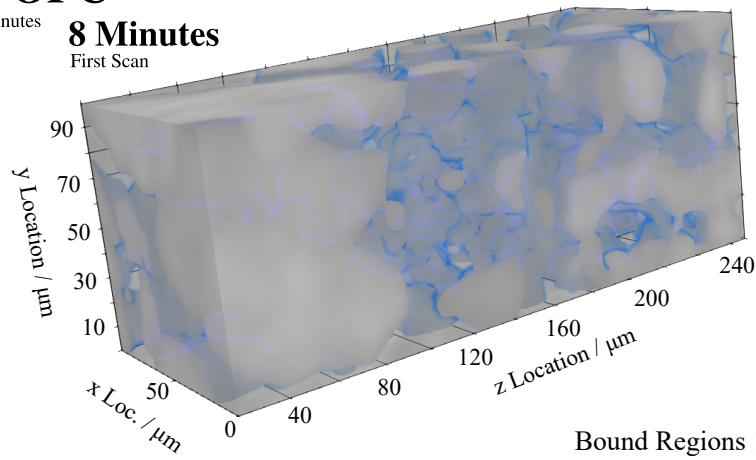 nutes
8 Minutes
First Scan
90
70
50
30
10
y Location / μm
x Loc. / μm
50
0
40
80
120
160
200
240
z Location / μm
Bound Regions